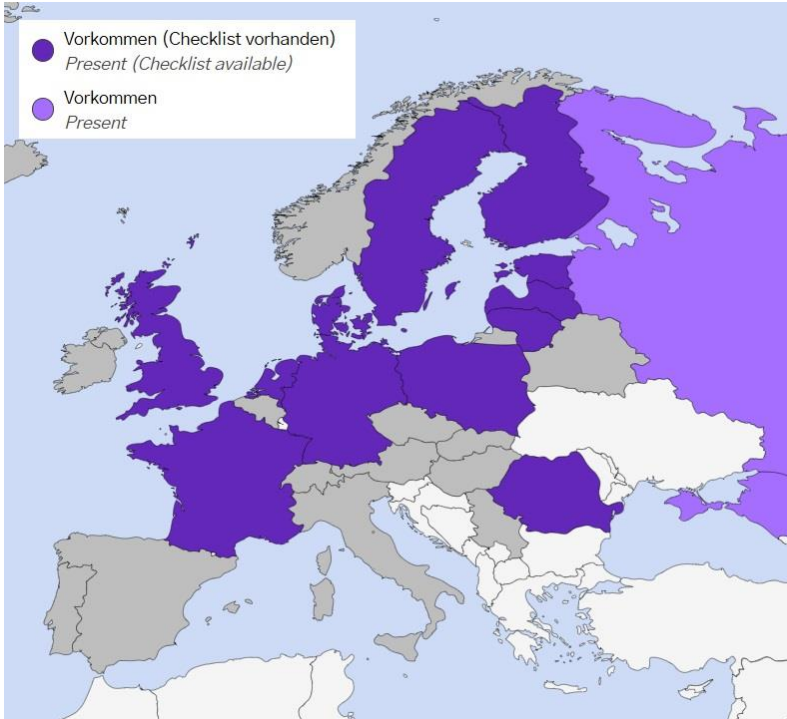 Vorkommen (Checklist vorhanden)
Present (Checklist available)
Vorkommen
Present